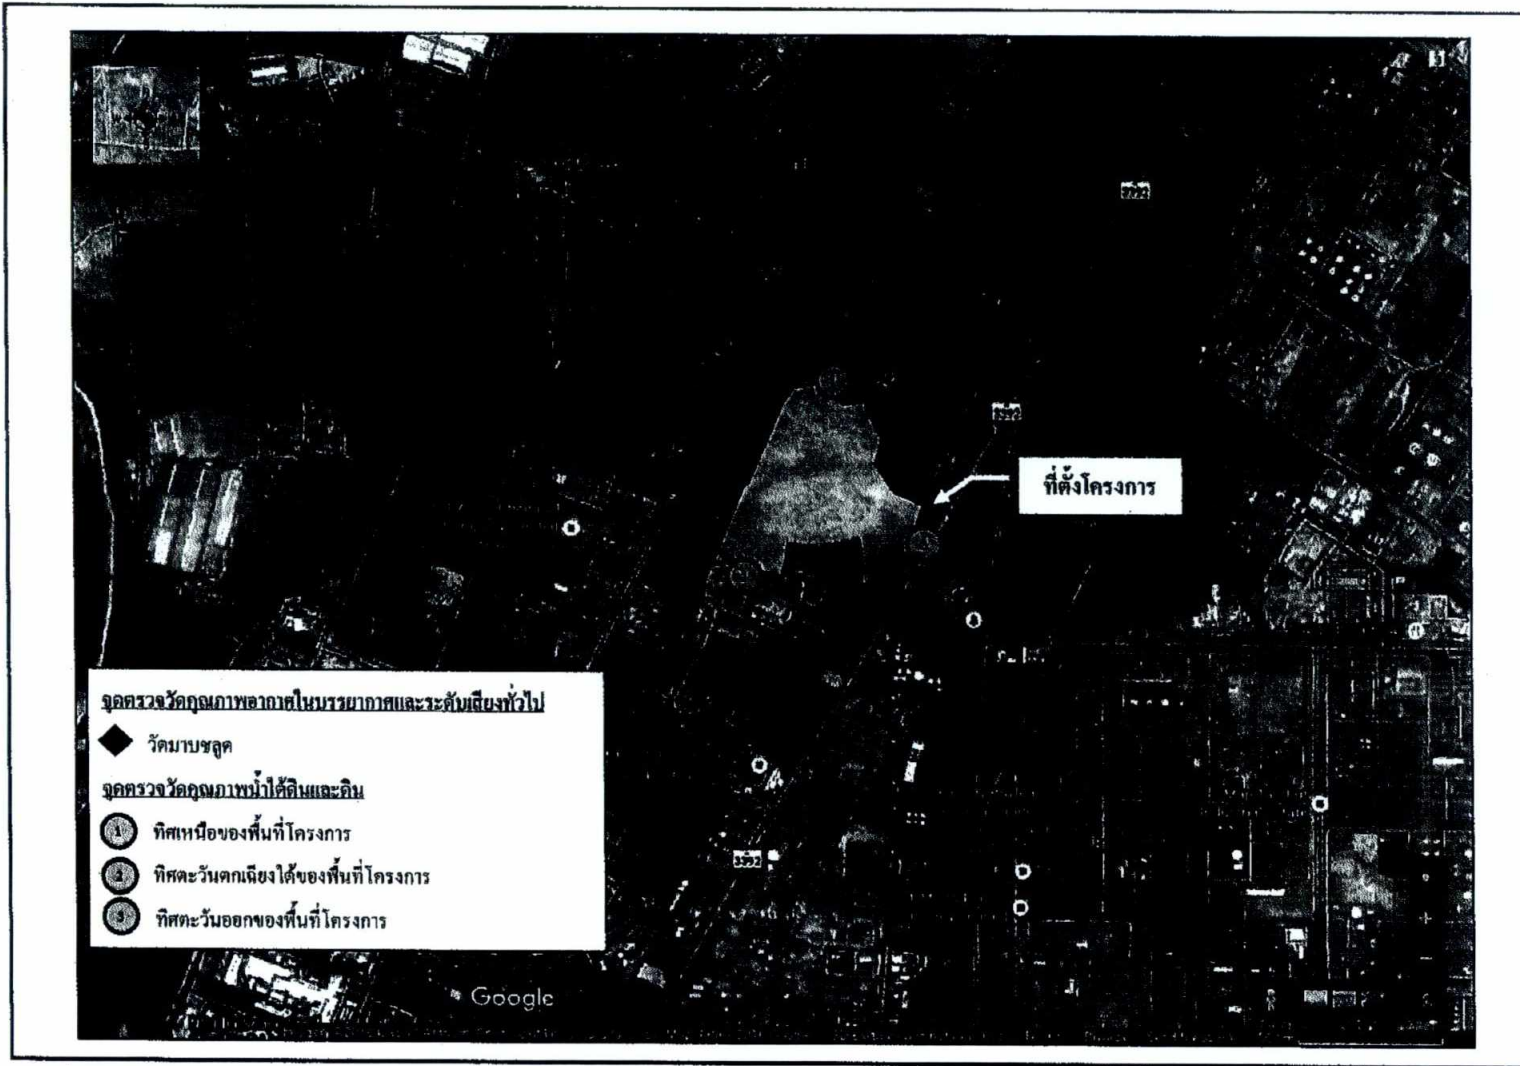 3392
3392
ที่ตั้งโครงการ
จุดตรวจวัดคุณภาพอากาศในบรรยากาศและระดับเสียงทั่วไป
วัดมาบชลูด
จุดตรวจวัดคุณภาพน้ำใต้ดินและดิน
1 ทิศเหนือของพื้นที่โครงการ
2 ทิศตะวันตกเฉียงใต้ของพื้นที่โครงการ
3 ทิศตะวันออกของพื้นที่โครงการ
3392
Google